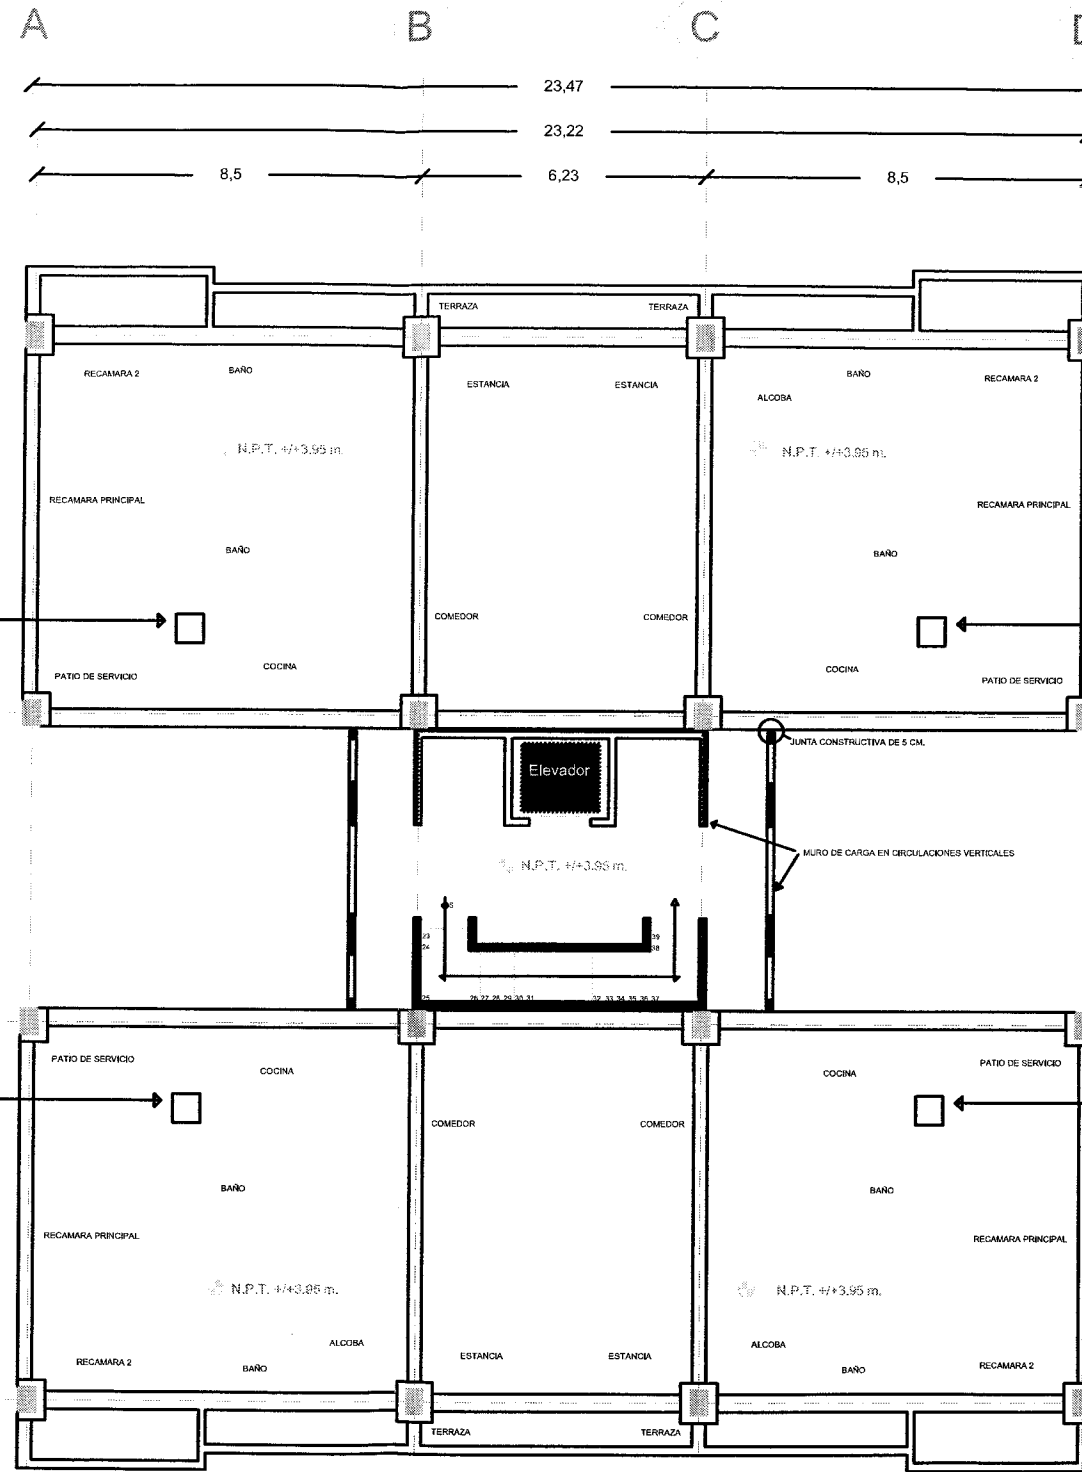 A B C D
23,47
23,22
8,5 6,23 8,5
TERRAZA TERRAZA
RECAMARA 2 BAÑO ESTANCIA ESTANCIA BAÑO RECAMARA 2
ALCOBA
N.P.T. +/+3.95 m. N.P.T. +/+3.95 m.
RECAMARA PRINCIPAL RECAMARA PRINCIPAL
BAÑO BAÑO
COMEDOR COMEDOR
COCINA COCINA
PATIO DE SERVICIO PATIO DE SERVICIO
JUNTA CONSTRUCTIVA DE 5 CM.
Elevador
MURO DE CARGA EN CIRCULACIONES VERTICALES
N.P.T. +/+3.95 m.
S
23 39
24 38
25 26 27 28 29 30 31 32 33 34 35 36 37
PATIO DE SERVICIO COCINA COCINA PATIO DE SERVICIO
COMEDOR COMEDOR
BAÑO BAÑO
RECAMARA PRINCIPAL RECAMARA PRINCIPAL
N.P.T. +/+3.95 m. N.P.T. +/+3.95 m.
ALCOBA ALCOBA
RECAMARA 2 BAÑO ESTANCIA ESTANCIA BAÑO RECAMARA 2
TERRAZA TERRAZA